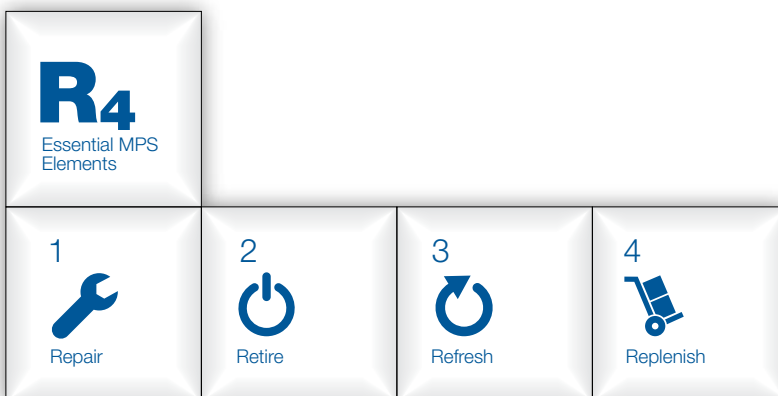 R4
Essential MPS
Elements
1
2
3
4
Repair
Retire
Refresh
Replenish